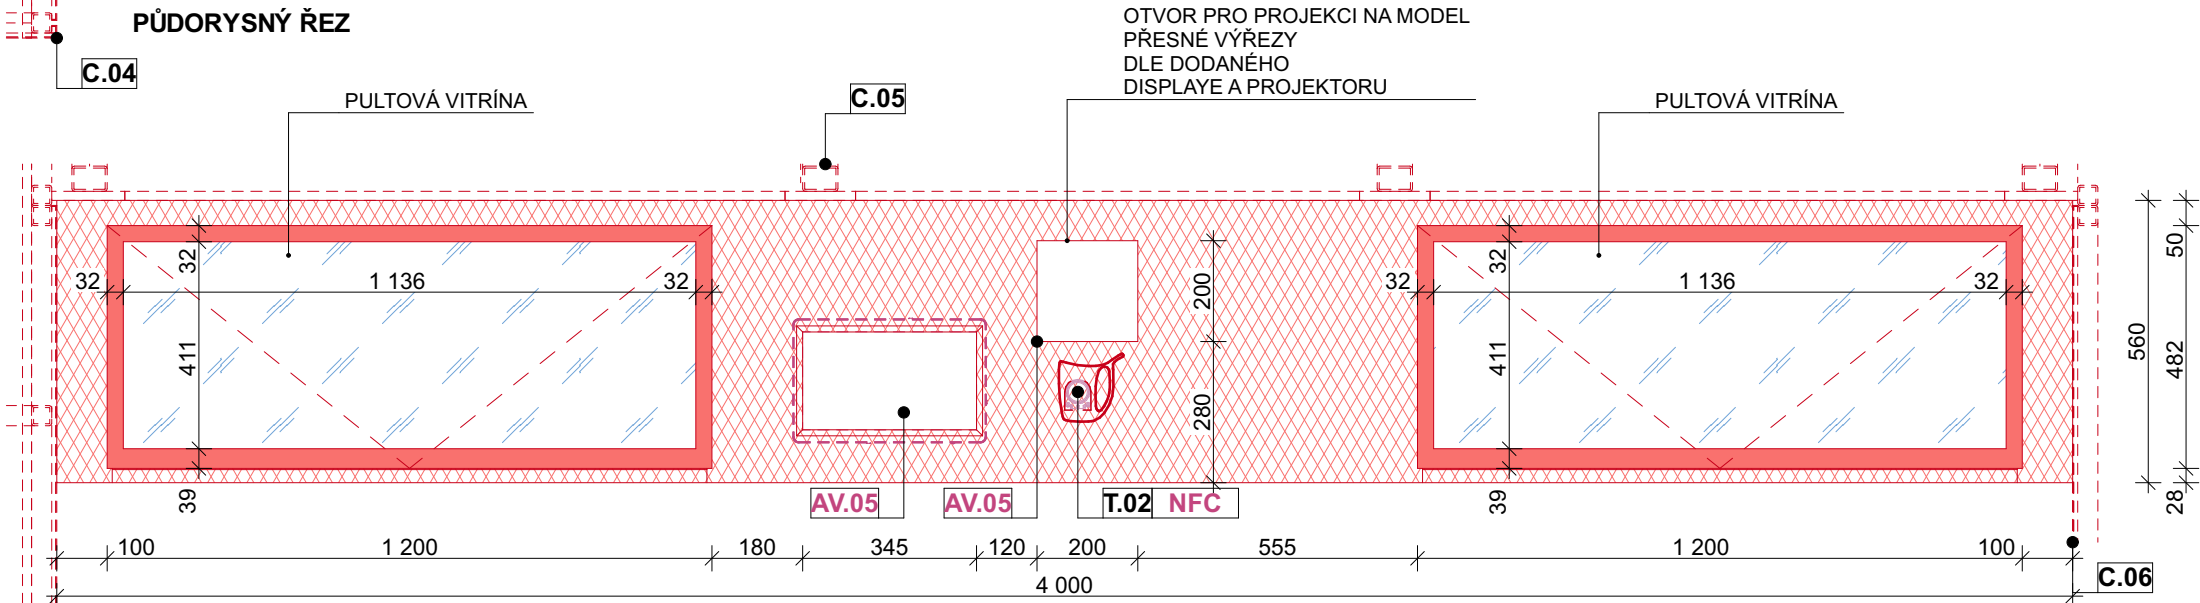 PŮDORYSNÝ ŘEZ
OTVOR PRO PROJEKCI NA MODEL
PŘESNÉ VÝŘEZY
DLE DODANÉHO
DISPLAYE A PROJEKTORU
C.04
PULTOVÁ VITRÍNA
C.05
PULTOVÁ VITRÍNA
32
32
1 136
32
411
39
200
280
32
32
1 136
32
411
39
560
50
482
28
AV.05
AV.05
T.02 NFC
100
1 200
180
345
120
200
555
1 200
100
4 000
C.06